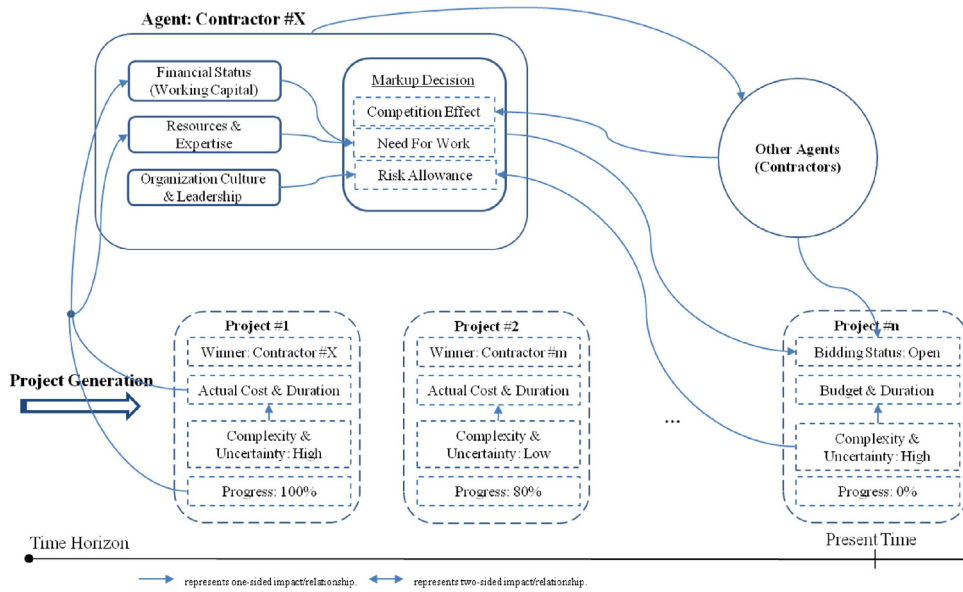 Agent: Contractor #X
Financial Status
(Working Capital)
Resources &
Expertise
Organization Culture
& Leadership
Markup Decision
Competition Effect
Need For Work
Risk Allowance
Other Agents
(Contractors)
Project Generation
Project #1
Winner: Contractor #X
Actual Cost & Duration
Complexity &
Uncertainty: High
Progress: 100%
Project #2
Winner: Contractor #m
Actual Cost & Duration
Complexity &
Uncertainty: Low
Progress: 80%
...
Project #n
Bidding Status: Open
Budget & Duration
Complexity &
Uncertainty: High
Progress: 0%
Time Horizon
Present Time
represents one-sided impact/relationship.
represents two-sided impact/relationship.